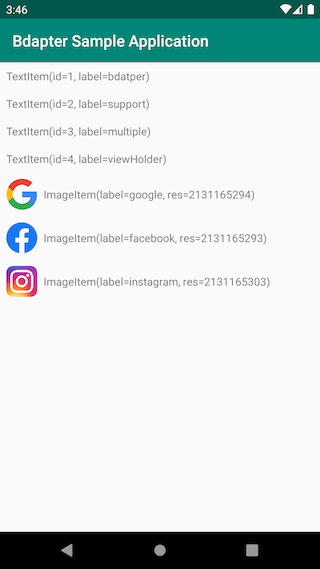 3:46
Bdapter Sample Application
TextItem(id=1, label=bdatper)
TextItem(id=2, label=support)
TextItem(id=3, label=multiple)
TextItem(id=4, label=viewHolder)
ImageItem(label=google, res=2131165294)
ImageItem(label=facebook, res=2131165293)
ImageItem(label=instagram, res=2131165303)